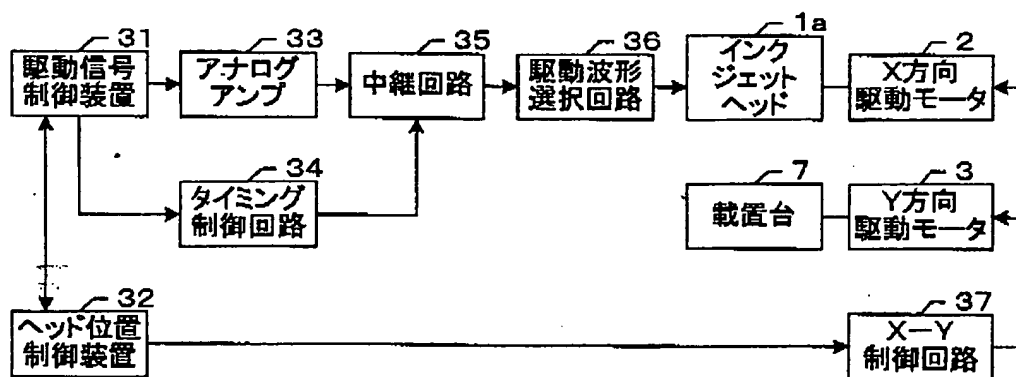 31
駆動信号
制御装置
33
アナログ
アンプ
35
中継回路
36
駆動波形
選択回路
1a
インク
ジェット
ヘッド
2
X方向
駆動モータ
34
タイミング
制御回路
7
載置台
3
Y方向
駆動モータ
32
ヘッド位置
制御装置
37
X-Y
制御回路